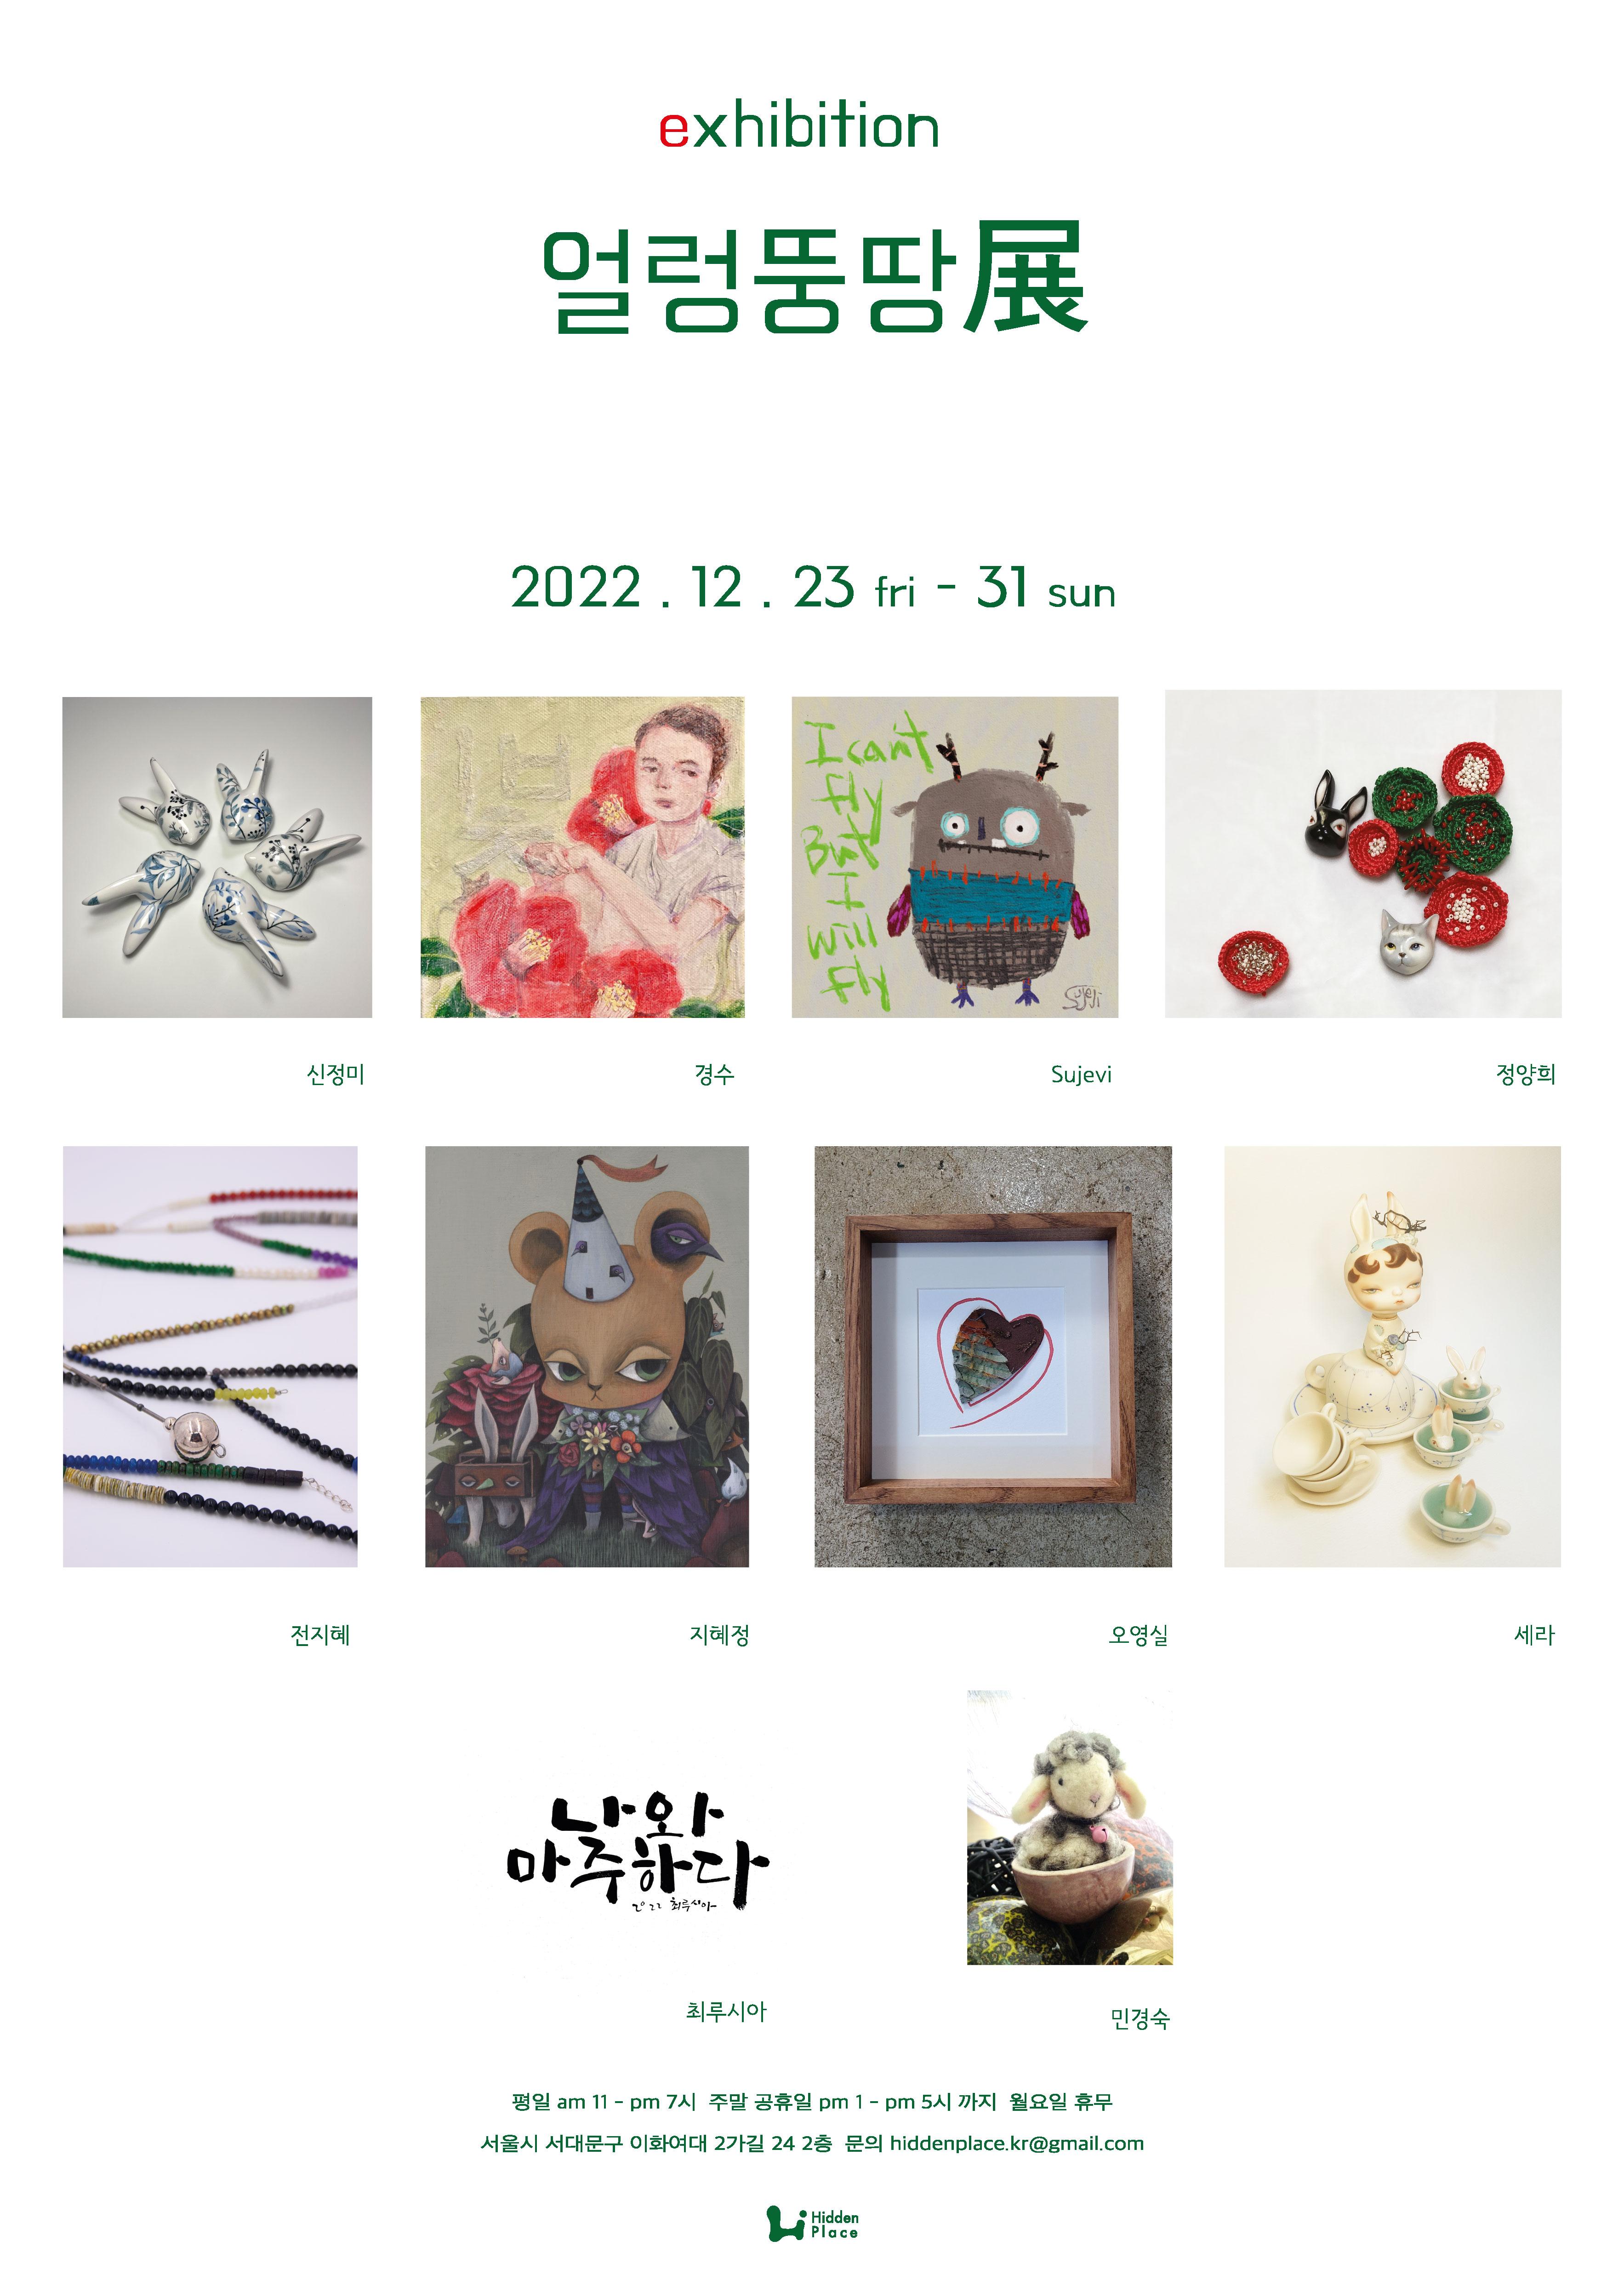 exhibition
얼렁뚱땅展
2022 . 12 . 23 fri - 31 sun
I can't
fly
But
I
will
fly
Sujevi
신정미
경수
Sujevi
정양희
전지혜
지혜정
오영실
세라
나와
마주하다
2022 최루시아
최루시아
민경숙
평일 am 11 - pm 7시 주말 공휴일 pm 1 - pm 5시 까지 월요일 휴무
서울시 서대문구 이화여대 2가길 24 2층 문의 hiddenplace.kr@gmail.com
Hidden
Place